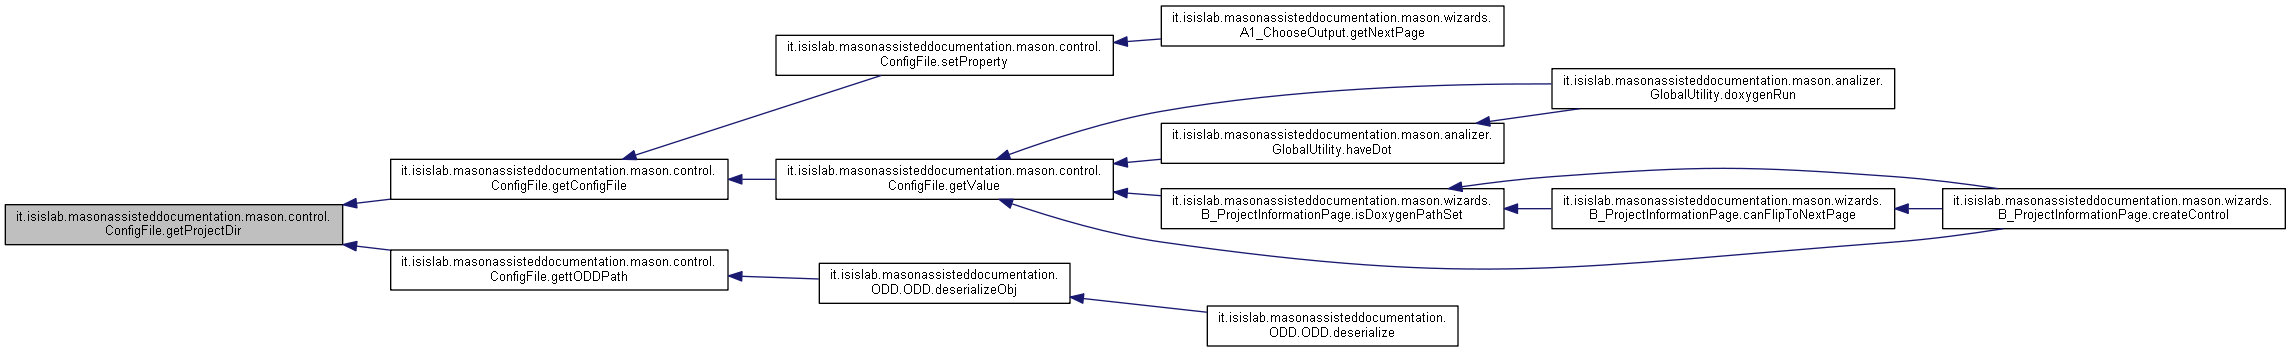 it.isislab.masonassisteddocumentation.mason.wizards.
A1_ChooseOutput.getNextPage
it.isislab.masonassisteddocumentation.mason.control.
ConfigFile.setProperty
it.isislab.masonassisteddocumentation.mason.analizer.
GlobalUtility.doxygenRun
it.isislab.masonassisteddocumentation.mason.analizer.
GlobalUtility.haveDot
it.isislab.masonassisteddocumentation.mason.control.
ConfigFile.getConfigFile
it.isislab.masonassisteddocumentation.mason.control.
ConfigFile.getValue
it.isislab.masonassisteddocumentation.mason.wizards.
B_ProjectInformationPage.isDoxygenPathSet
it.isislab.masonassisteddocumentation.mason.wizards.
B_ProjectInformationPage.canFlipToNextPage
it.isislab.masonassisteddocumentation.mason.wizards.
B_ProjectInformationPage.createControl
it.isislab.masonassisteddocumentation.mason.control.
ConfigFile.getProjectDir
it.isislab.masonassisteddocumentation.mason.control.
ConfigFile.gettODDPath
it.isislab.masonassisteddocumentation.
ODD.ODD.deserializeObj
it.isislab.masonassisteddocumentation.
ODD.ODD.deserialize